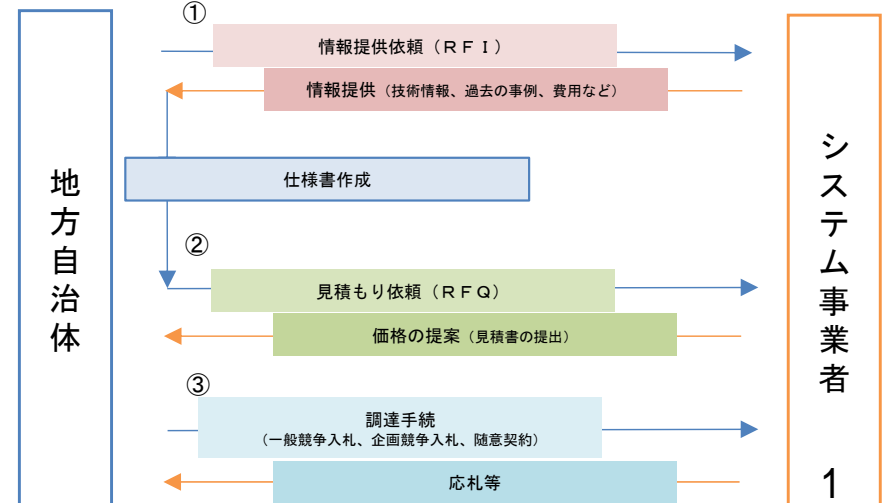 地方自治体
①
情報提供依頼（ＲＦＩ）
情報提供（技術情報、過去の事例、費用など）
仕様書作成
②
見積もり依頼（ＲＦＱ）
価格の提案（見積書の提出）
③
調達手続
（一般競争入札、企画競争入札、随意契約）
応札等
システム事業者
1